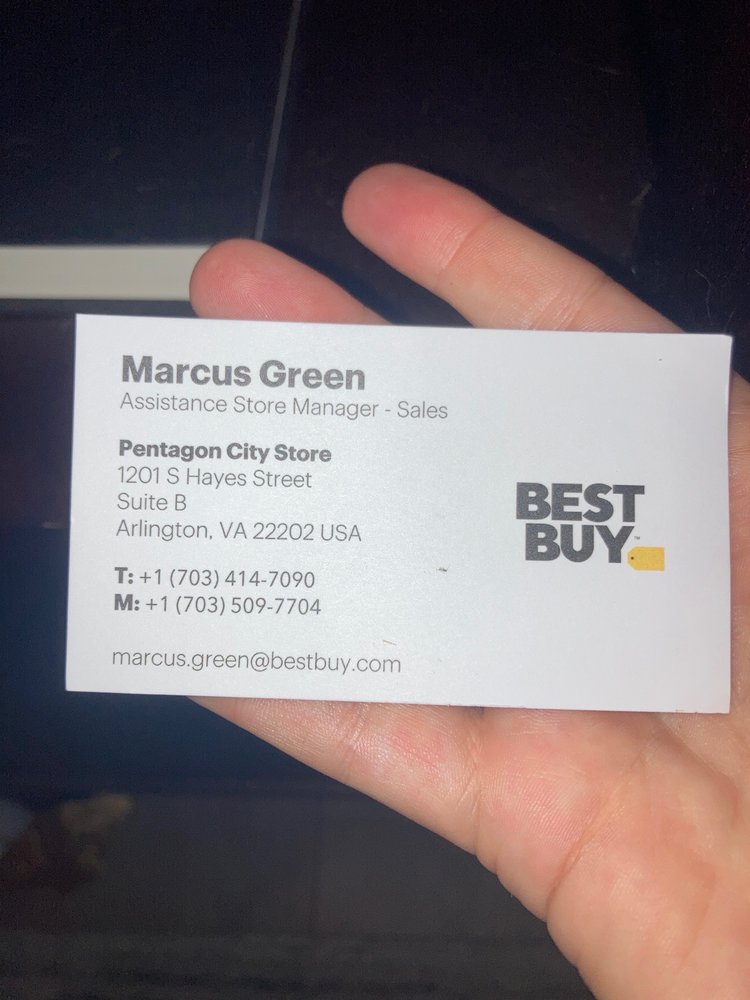 Marcus Green
Assistance Store Manager - Sales
Pentagon City Store
1201 S Hayes Street
Suite B
Arlington, VA 22202 USA
T: +1 (703) 414-7090
M: +1 (703) 509-7704
marcus.green@bestbuy.com
BEST
BUY™